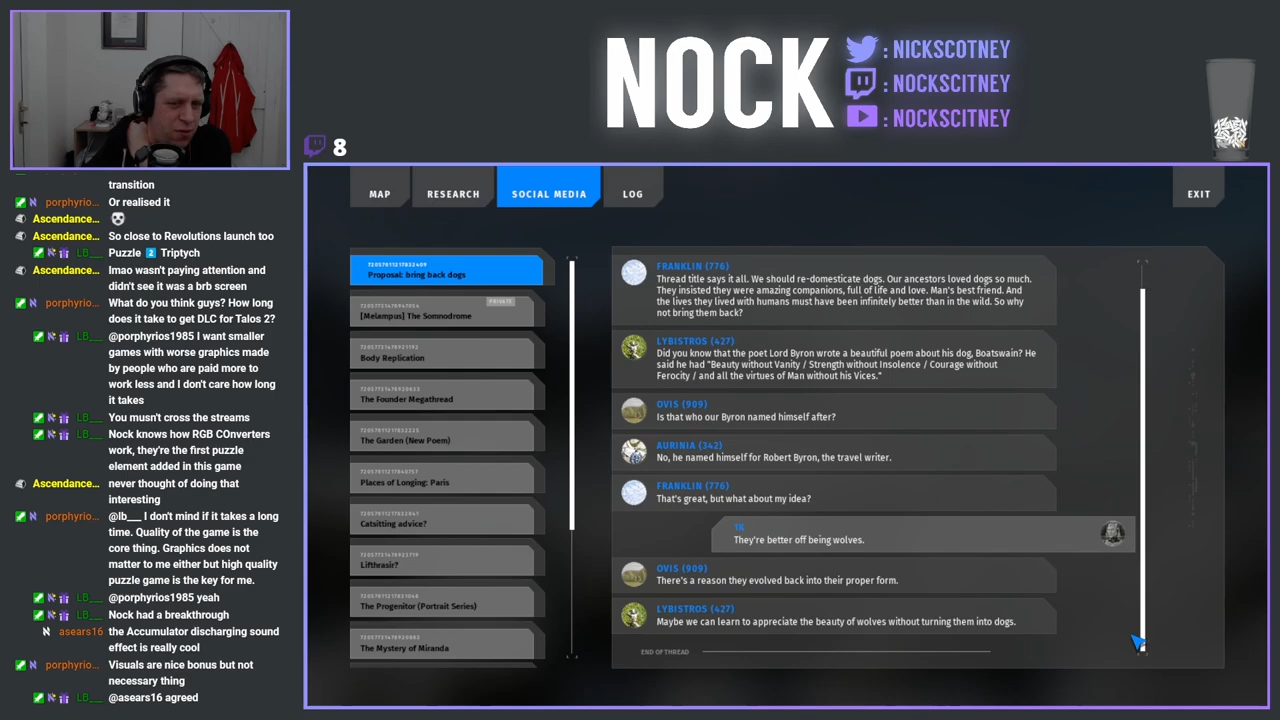 NOCK
: NICKSCOTNEY
: NOCKSCITNEY
: NOCKSCITNEY
8
transition
porphyrio... Or realised it
Ascendance...
Ascendance... So close to Revolutions launch too
LB__ Puzzle 2 Triptych
Ascendance... lmao wasn't paying attention and
didn't see it was a brb screen
porphyrio... What do you think guys? How long
does it take to get DLC for Talos 2?
LB__ @porphyrios1985 I want smaller
games with worse graphics made
by people who are paid more to
work less and I don't care how long
it takes
LB__ You musn't cross the streams
LB__ Nock knows how RGB COnverters
work, they're the first puzzle
element added in this game
Ascendance... never thought of doing that
interesting
porphyrio... @lb__ I don't mind if it takes a long
time. Quality of the game is the
core thing. Graphics does not
matter to me either but high quality
puzzle game is the key for me.
LB__ @porphyrios1985 yeah
LB__ Nock had a breakthrough
asears16 the Accumulator discharging sound
effect is really cool
porphyrio... Visuals are nice bonus but not
necessary thing
LB__ @asears16 agreed
MAP
RESEARCH
SOCIAL MEDIA
LOG
EXIT
Proposal: bring back dogs
PRIVATE
[Melampus] The Somnodrome
Body Replication
The Founder Megathread
The Garden (New Poem)
Places of Longing: Paris
Catsitting advice?
Lifthrasir?
The Progenitor (Portrait Series)
The Mystery of Miranda
FRANKLIN (776)
Thread title says it all. We should re-domesticate dogs. Our ancestors loved dogs so much.
They insisted they were amazing companions, full of life and love. Man's best friend. And
the lives they lived with humans must have been infinitely better than in the wild. So why
not bring them back?
LYBISTROS (427)
Did you know that the poet Lord Byron wrote a beautiful poem about his dog, Boatswain? He
said he had "Beauty without Vanity / Strength without Insolence / Courage without
Ferocity / and all the virtues of Man without his Vices."
OVIS (909)
Is that who our Byron named himself after?
AURINIA (342)
No, he named himself for Robert Byron, the travel writer.
FRANKLIN (776)
That's great, but what about my idea?
1K
They're better off being wolves.
OVIS (909)
There's a reason they evolved back into their proper form.
LYBISTROS (427)
Maybe we can learn to appreciate the beauty of wolves without turning them into dogs.
END OF THREAD